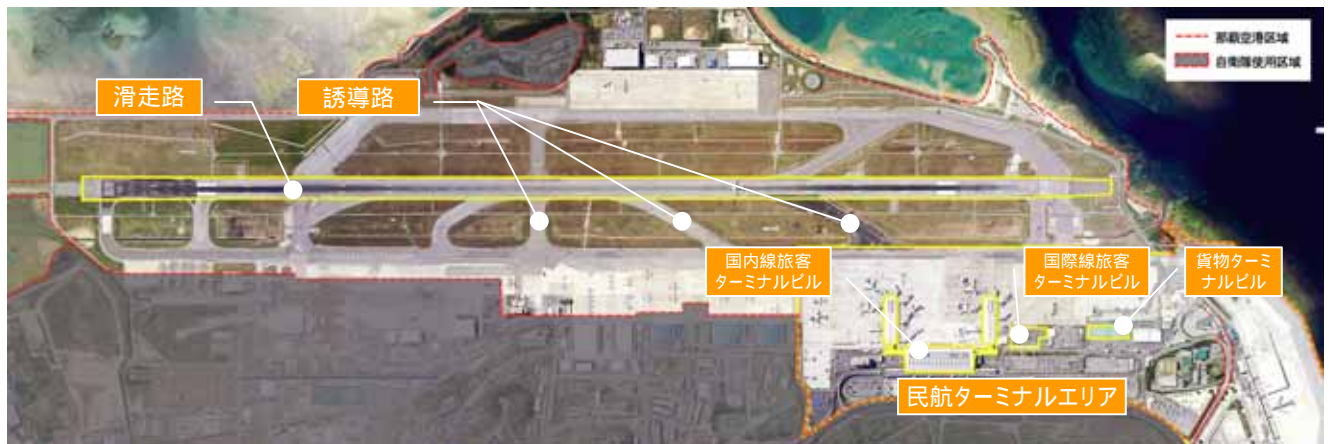 那覇空港区域
自衛隊使用区域
滑走路
誘導路
国内線旅客
ターミナルビル
国際線旅客
ターミナルビル
貨物ターミ
ナルビル
民航ターミナルエリア